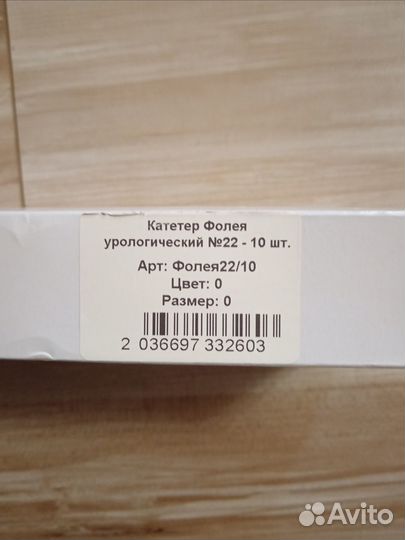 Катетер Фолея
урологический №22 - 10 шт.
Арт: Фолея22/10
Цвет: 0
Размер: 0
2 036697 332603
Avito